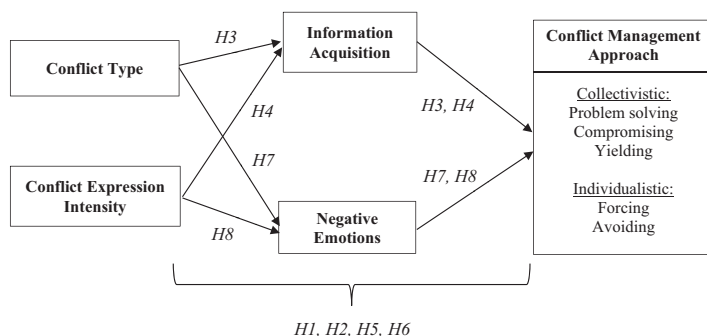 Conflict Type
Conflict Expression
Intensity
H3
H4
H7
H8
Information
Acquisition
Negative
Emotions
H3, H4
H7, H8
Conflict Management
Approach
Collectivistic:
Problem solving
Compromising
Yielding
Individualistic:
Forcing
Avoiding
H1, H2, H5, H6